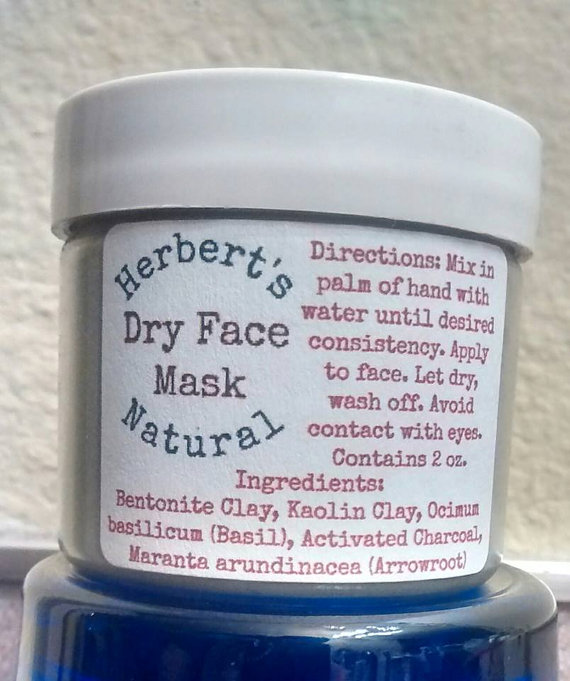 Herbert's
Dry Face
Mask
Natural
Directions: Mix in
palm of hand with
water until desired
consistency. Apply
to face. Let dry,
wash off. Avoid
contact with eyes.
Contains 2 oz.
Ingredients:
Bentonite Clay, Kaolin Clay, Ocimum
basilicum (Basil), Activated Charcoal,
Maranta arundinacea (Arrowroot)